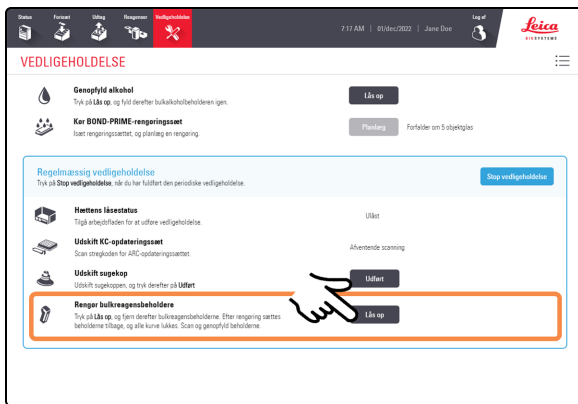 Status Forisæt Udtag Reagenser Vedligeholdelse 7:17 AM | 01/dec/2022 | Jane Doe Log af
Leica
BIOSYSTEMS
VEDLIGEHOLDELSE
Genopfyld alkohol
Tryk på Lås op, og fyld derefter bulkalkoholbeholderen igen.
Lås op
Kør BOND-PRIME-rengøringssæt
Isæt rengøringssættet, og planlæg en rengøring.
Planlæg
Forfalder om 5 objektglas
Regelmæssig vedligeholdelse
Tryk på Stop vedligeholdelse, når du har fuldført den periodiske vedligeholdelse.
Stop vedligeholdelse
Hættens låsestatus
Tilgå arbejdsfladen for at udføre vedligeholdelse.
Ulåst
Udskift KC-opdateringssæt
Scan stregkoden for ARC-opdateringssættet
Afventende scanning
Udskift sugekop
Udskift sugekoppen, og tryk derefter på Udført
Udført
Rengør bulkreagensbeholdere
Tryk på Lås op, og fjern derefter bulkreagensbeholderne. Efter rengøring sættes
beholderne tilbage, og alle kurve lukkes. Scan og genopfyld beholderne.
Lås op